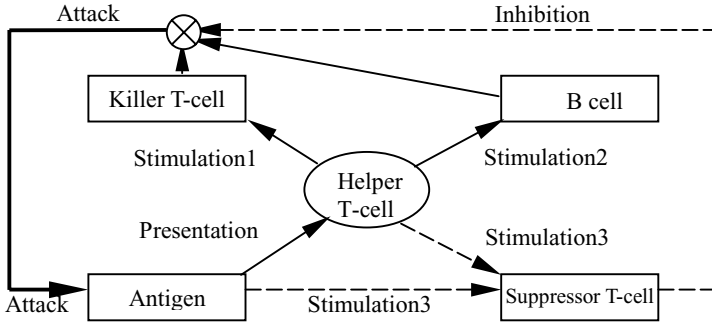 Attack
Inhibition
Killer T-cell
B cell
Stimulation1
Stimulation2
Helper
T-cell
Presentation
Stimulation3
Attack
Antigen
Stimulation3
Suppressor T-cell